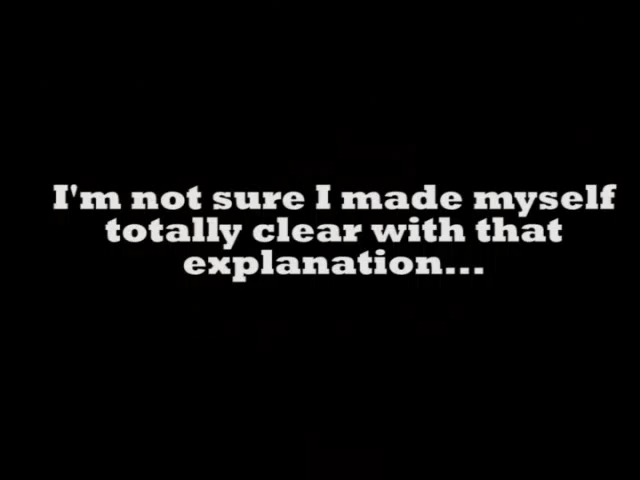 I'm not sure I made myself
totally clear with that
explanation...